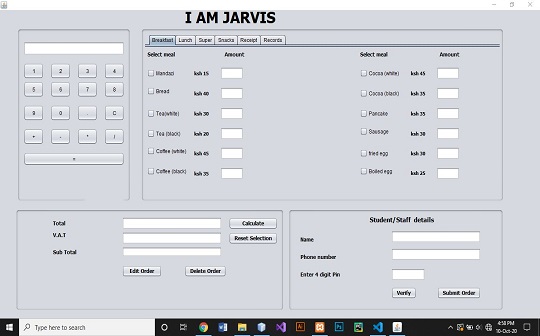 I AM JARVIS
1 2 3 4
5 6 7 8
9 0 . C
+ - * /
=
Breakfast Lunch Super Snacks Receipt Records
Select meal Amount Select meal Amount
Mandazi ksh 15 Cocoa (white) ksh 45
Bread ksh 40 Cocoa (black) ksh 35
Tea(white) ksh 30 Pancake ksh 35
Tea (black) ksh 20 Sausage ksh 30
Coffee (white) ksh 45 fried egg ksh 30
Coffee (black) ksh 35 Boiled egg ksh 25
Total Calculate
V.A.T Reset Selection
Sub Total
Edit Order Delete Order
Student/Staff details
Name
Phone number
Enter 4 digit Pin
Verify Submit Order
Type here to search
4:58 PM
10-Oct-20